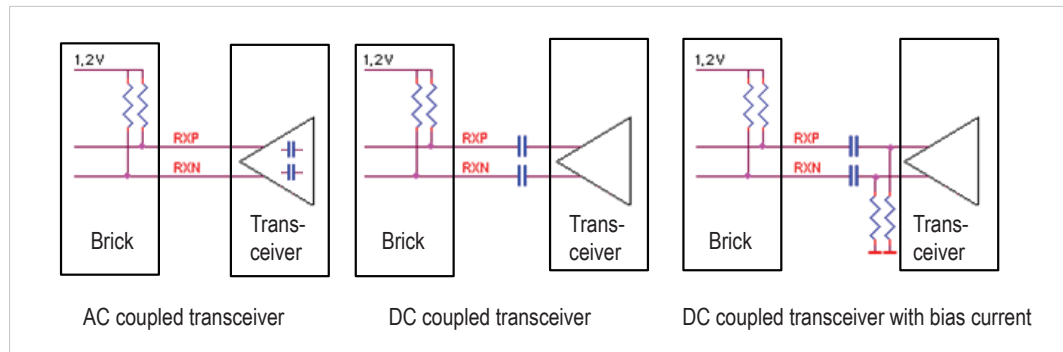 1,2V
RXP
RXN
Brick
Trans-
ceiver
AC coupled transceiver
1,2V
RXP
RXN
Brick
Trans-
ceiver
DC coupled transceiver
1,2V
RXP
RXN
Brick
Trans-
ceiver
DC coupled transceiver with bias current